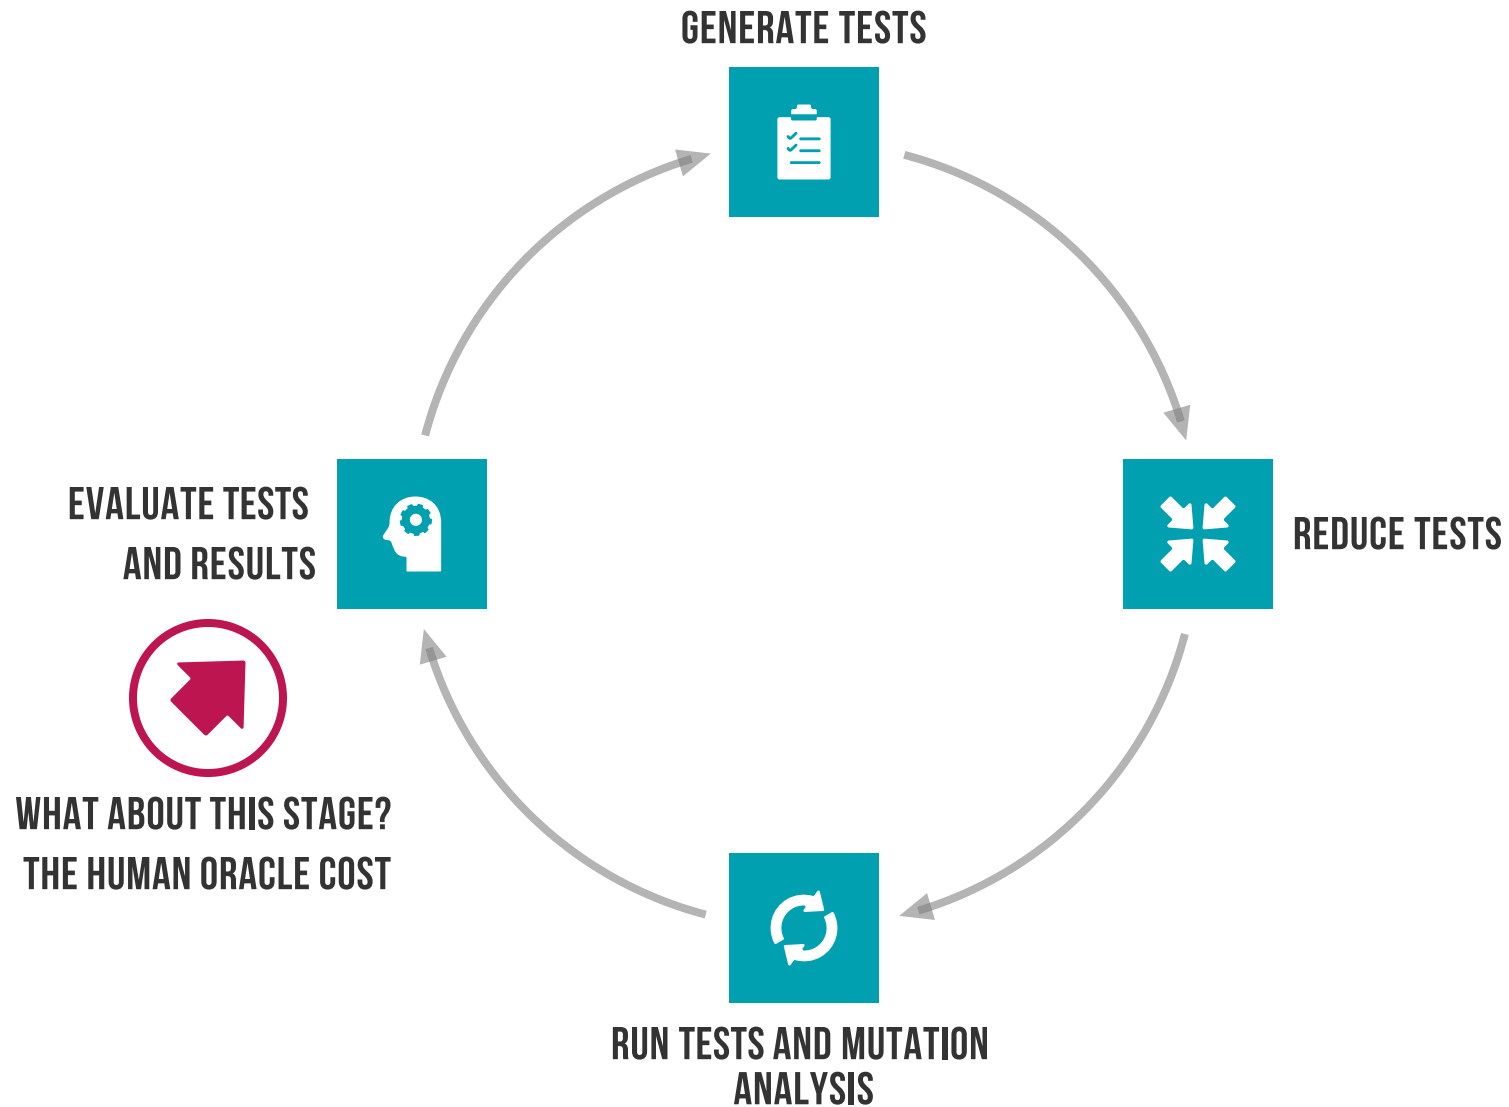 GENERATE TESTS
EVALUATE TESTS
AND RESULTS
REDUCE TESTS
WHAT ABOUT THIS STAGE?
THE HUMAN ORACLE COST
RUN TESTS AND MUTATION
ANALYSIS